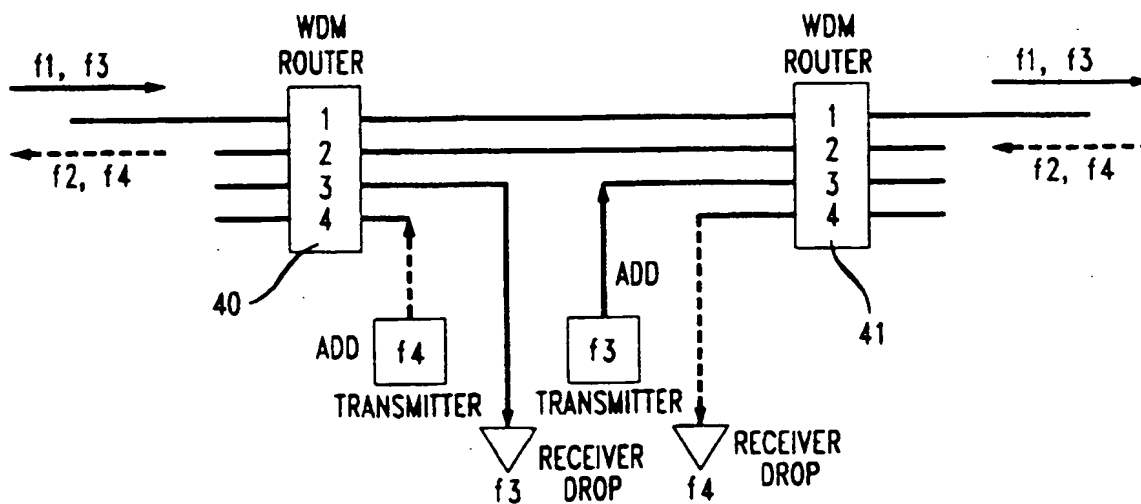 WDM
ROUTER
WDM
ROUTER
f1, f3
f1, f3
1
2
3
4
1
2
3
4
f2, f4
f2, f4
40
41
ADD
f4
TRANSMITTER
ADD
f3
TRANSMITTER
RECEIVER
DROP
f3
RECEIVER
DROP
f4